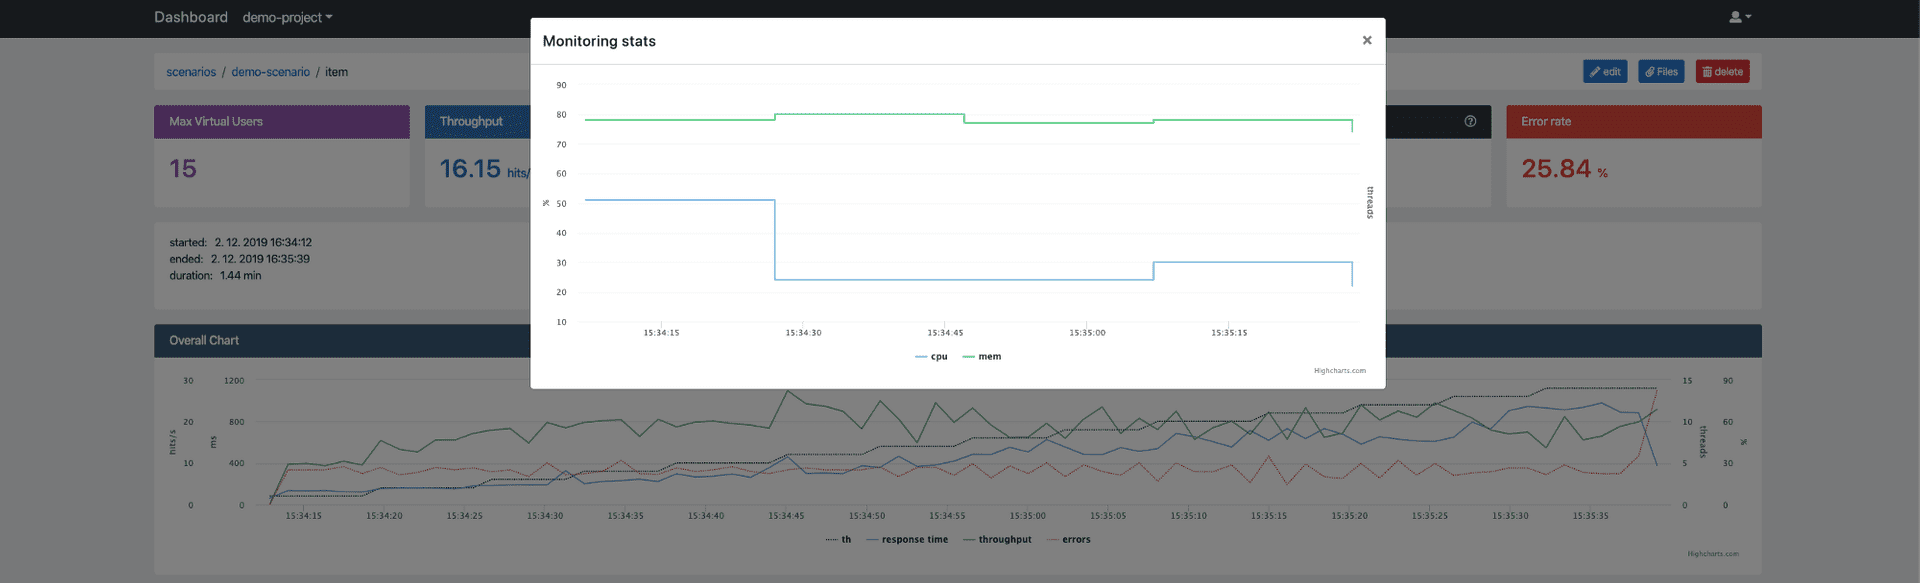 Dashboard demo-project
Monitoring stats ×
scenarios / demo-scenario / item
edit Files delete
Max Virtual Users
15
Throughput
16.15 hits/
Error rate
25.84 %
started: 2. 12. 2019 16:34:12
ended: 2. 12. 2019 16:35:39
duration: 1.44 min
90
80
70
60
50
40
30
20
10
%
threads
15:34:15 15:34:30 15:34:45 15:35:00 15:35:15
cpu mem
Highcharts.com
Overall Chart
30 1200 15 90
20 800 10 60
10 400 5 30
0 0 0 0
hits/s
ms
threads
%
15:34:15 15:34:20 15:34:25 15:34:30 15:34:35 15:34:40 15:34:45 15:34:50 15:34:55 15:35:00 15:35:05 15:35:10 15:35:15 15:35:20 15:35:25 15:35:30 15:35:35
th response time throughput errors
Highcharts.com